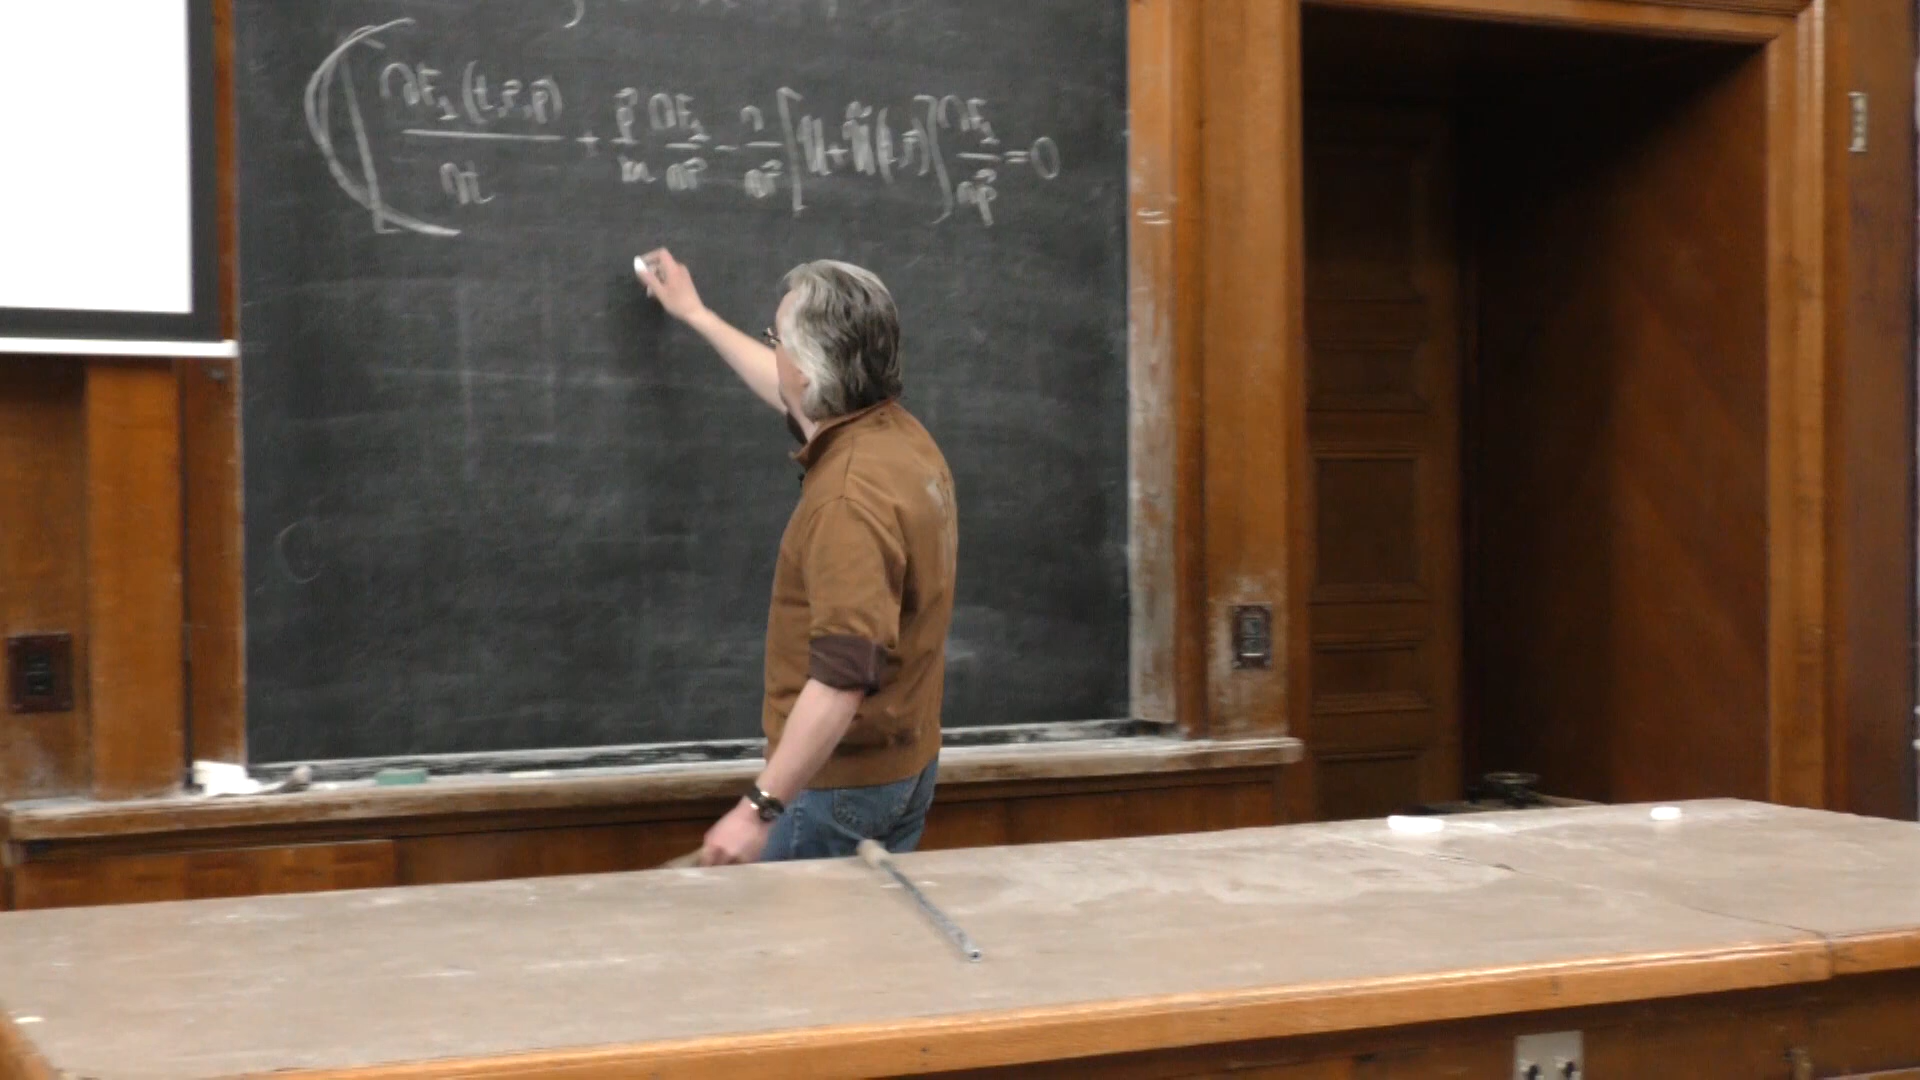 ∂F₁(t, r⃗, p⃗)/∂t + p⃗/m ∂F₁/∂r⃗ − ∂/∂r⃗ [U + Ũ(t, r⃗)] ∂F₁/∂p⃗ = 0